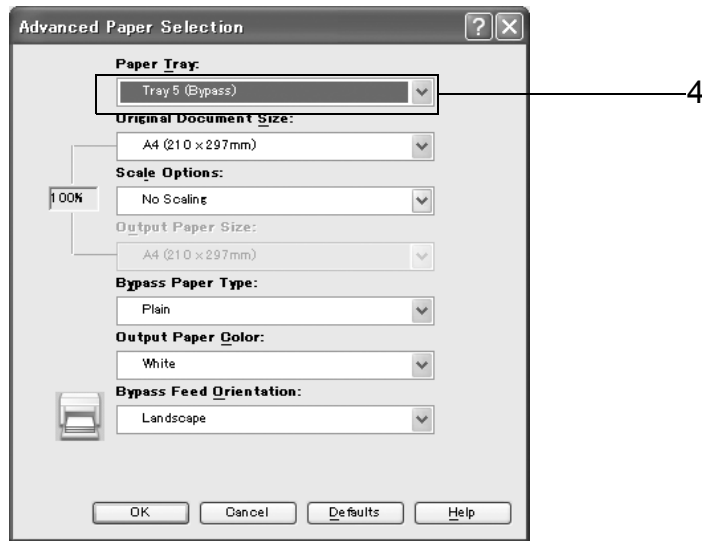 Advanced Paper Selection
Paper Tray:
Tray 5 (Bypass)
4
Original Document Size:
A4 (210 x 297mm)
Scale Options:
100%
No Scaling
Output Paper Size:
A4 (210 x 297mm)
Bypass Paper Type:
Plain
Output Paper Color:
White
Bypass Feed Orientation:
Landscape
OK Cancel Defaults Help